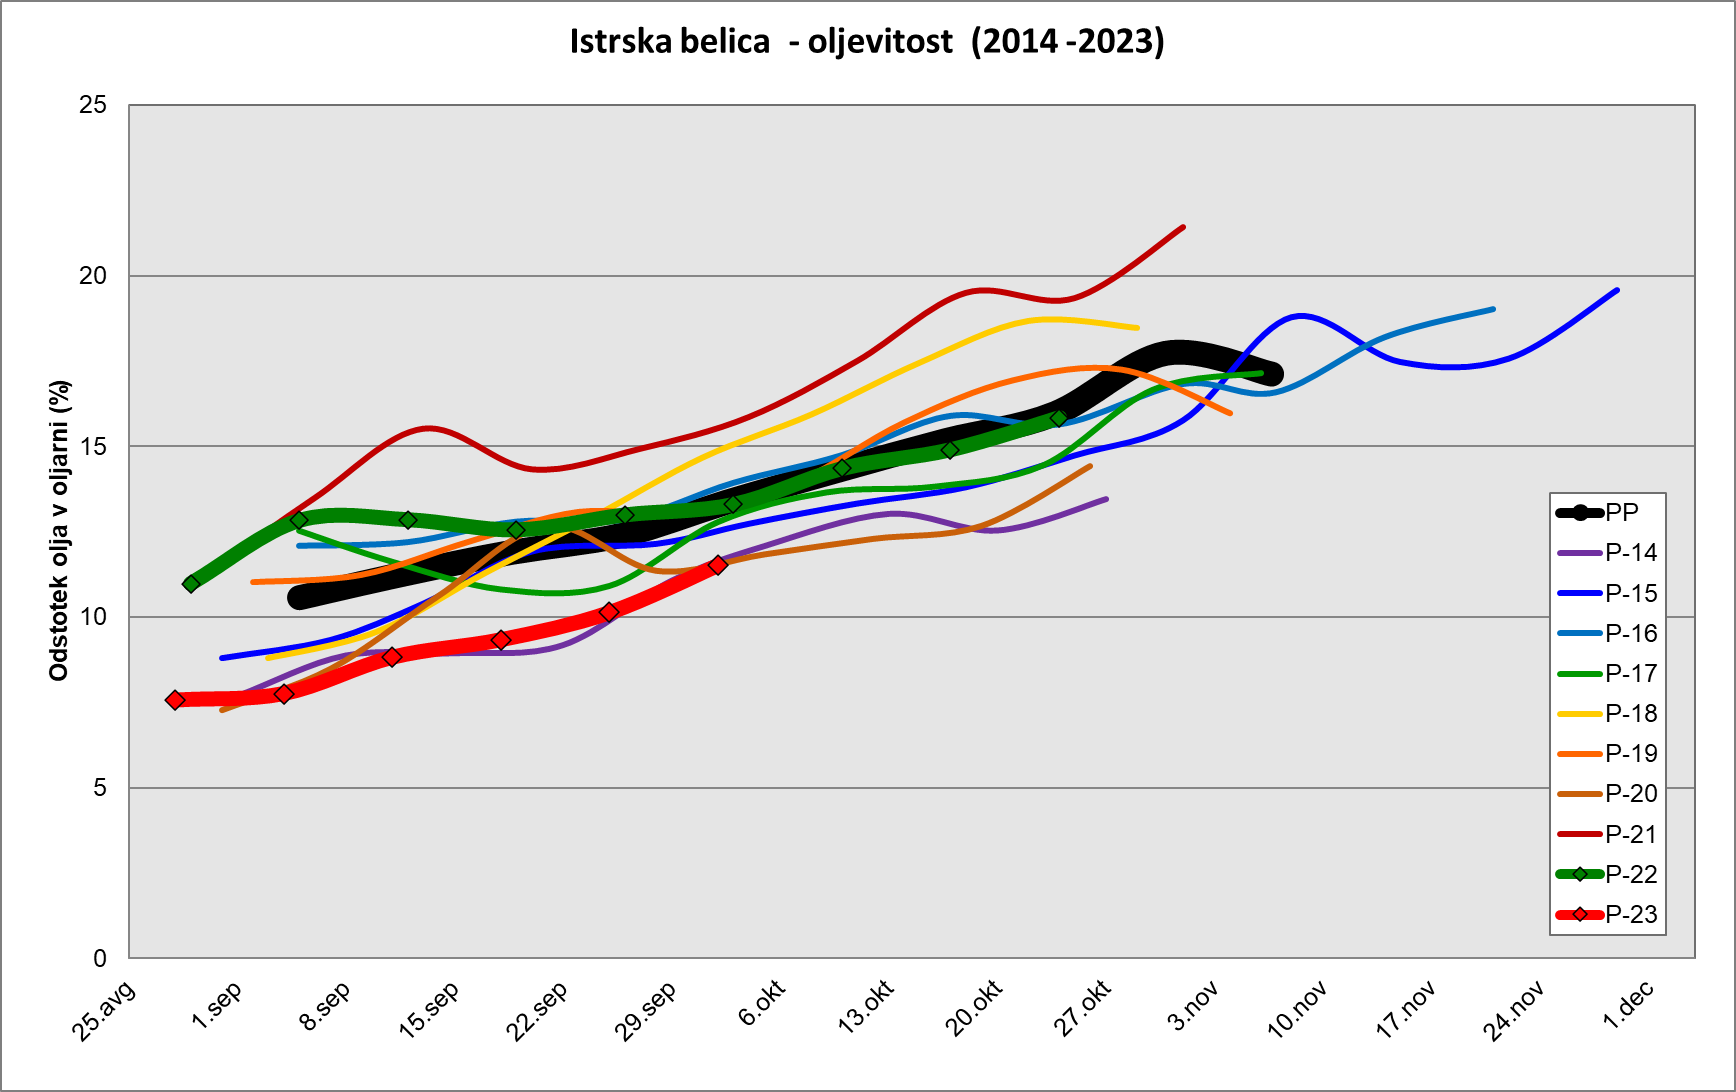 Istrska belica - oljevitost (2014 -2023)
Odstotek olja v oljarni (%)
25
20
15
10
5
0
25.avg
1.sep
8.sep
15.sep
22.sep
29.sep
6.okt
13.okt
20.okt
27.okt
3.nov
10.nov
17.nov
24.nov
1.dec
PP
P-14
P-15
P-16
P-17
P-18
P-19
P-20
P-21
P-22
P-23